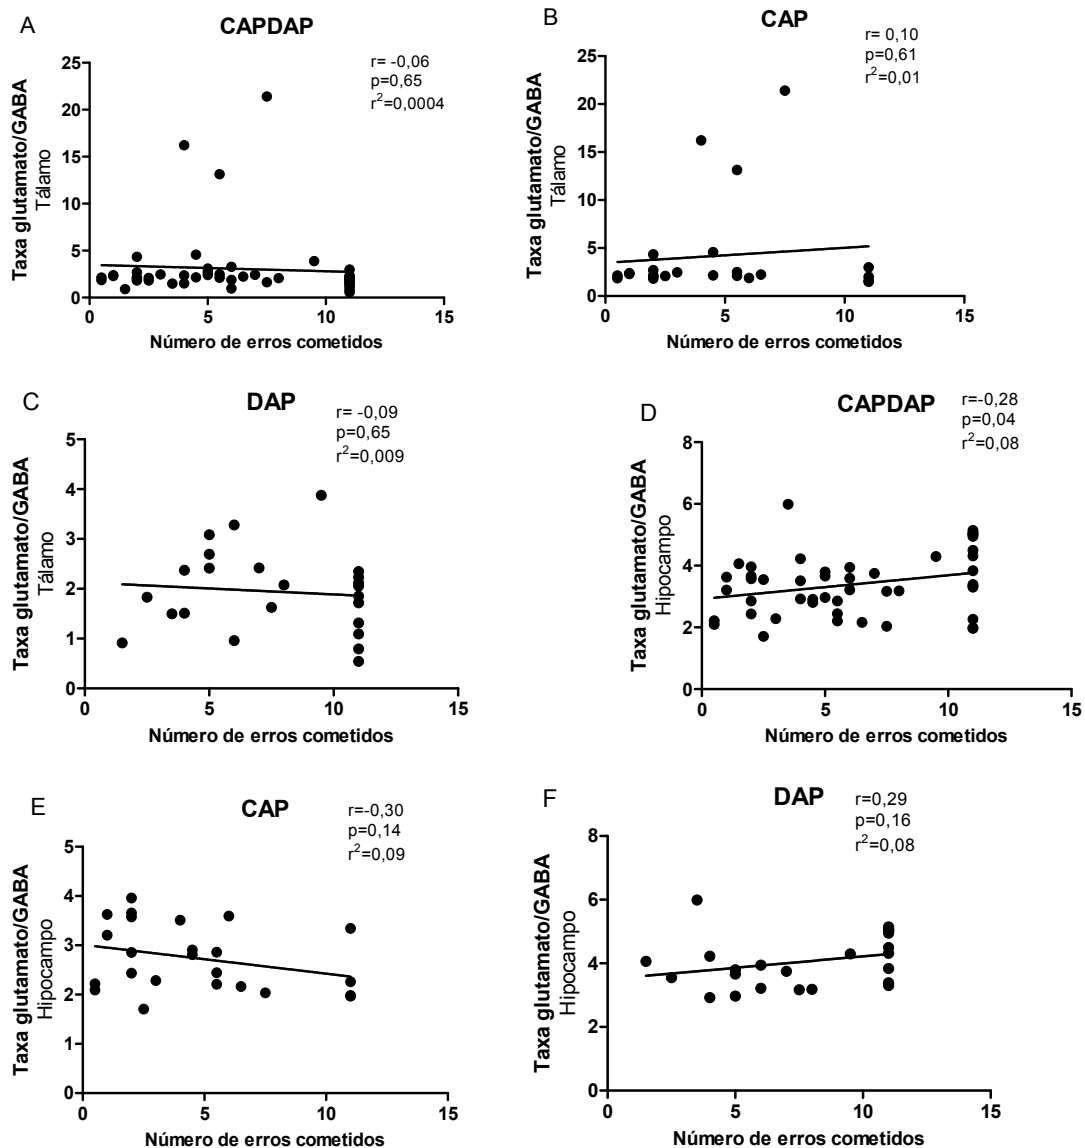 A
CAPDAP
r= -0,06
p=0,65
r²=0,0004
Taxa glutamato/GABA
Tálamo
25
20
15
10
5
0
0 5 10 15
Número de erros cometidos
B
CAP
r= 0,10
p=0,61
r²=0,01
Taxa glutamato/GABA
Tálamo
25
20
15
10
5
0
0 5 10 15
Número de erros cometidos
C
DAP
r= -0,09
p=0,65
r²=0,009
Taxa glutamato/GABA
Tálamo
5
4
3
2
1
0
0 5 10 15
Número de erros cometidos
D
CAPDAP
r=-0,28
p=0,04
r²=0,08
Taxa glutamato/GABA
Hipocampo
8
6
4
2
0
0 5 10 15
Número de erros cometidos
E
CAP
r=-0,30
p=0,14
r²=0,09
Taxa glutamato/GABA
Hipocampo
5
4
3
2
1
0
0 5 10 15
Número de erros cometidos
F
DAP
r=0,29
p=0,16
r²=0,08
Taxa glutamato/GABA
Hipocampo
8
6
4
2
0
0 5 10 15
Número de erros cometidos